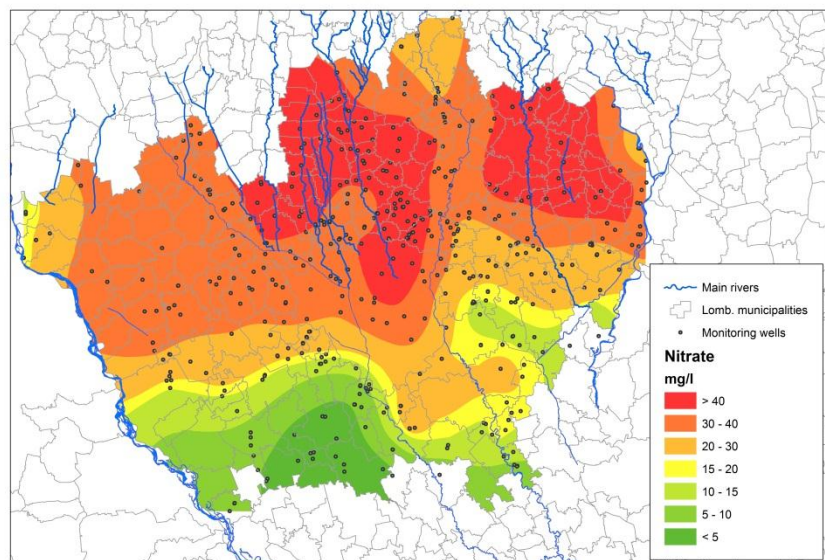 Main rivers
Lomb. municipalities
Monitoring wells
Nitrate
mg/l
> 40
30 - 40
20 - 30
15 - 20
10 - 15
5 - 10
< 5